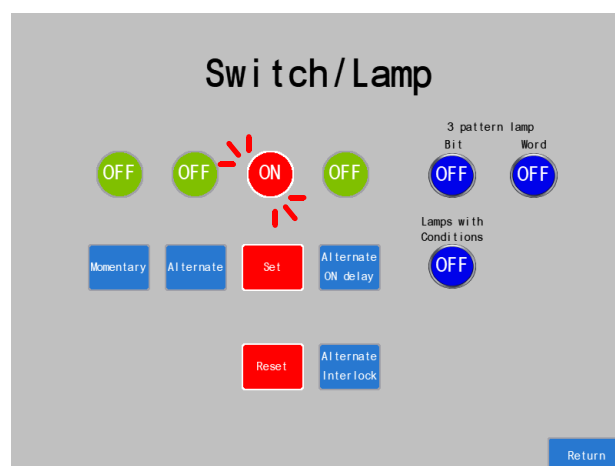 Switch/Lamp
3 pattern lamp
Bit
Word
OFF
OFF
ON
OFF
OFF
OFF
Lamps with
Conditions
OFF
Momentary
Alternate
Set
Alternate
ON delay
Reset
Alternate
Interlock
Return